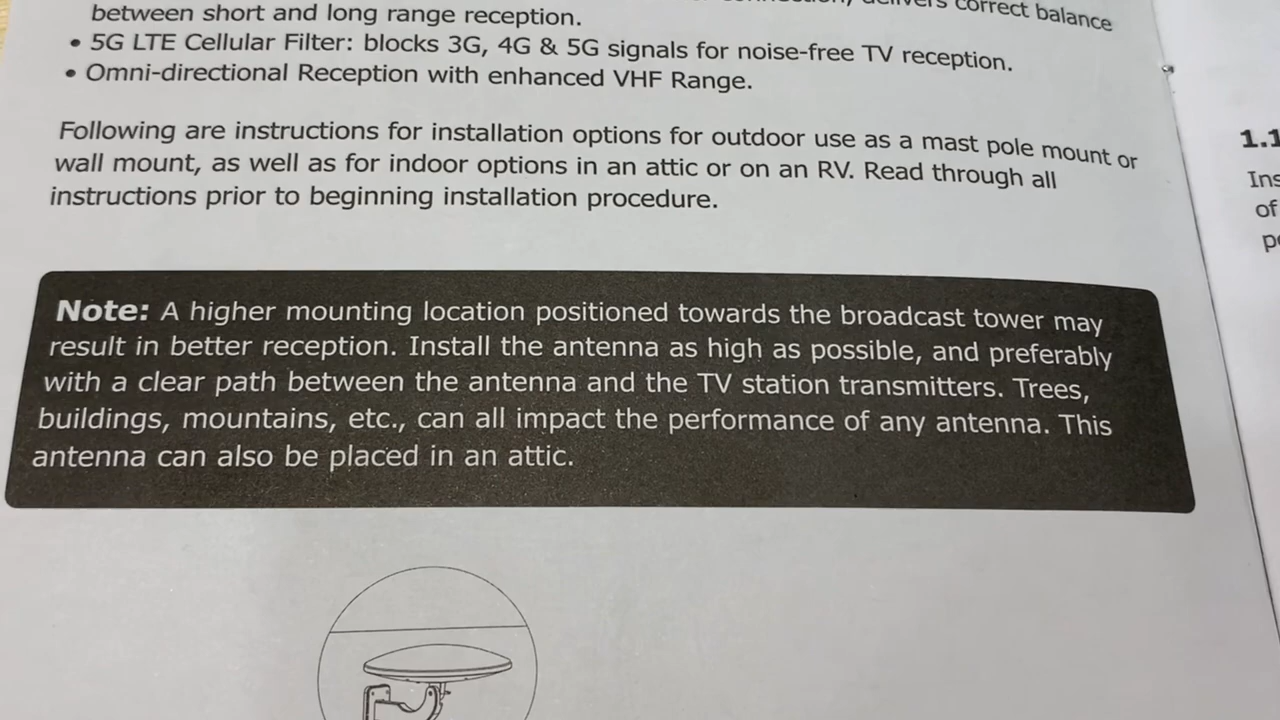 correct balance
between short and long range reception.
• 5G LTE Cellular Filter: blocks 3G, 4G & 5G signals for noise-free TV reception.
• Omni-directional Reception with enhanced VHF Range.
Following are instructions for installation options for outdoor use as a mast pole mount or
wall mount, as well as for indoor options in an attic or on an RV. Read through all
instructions prior to beginning installation procedure.
Note: A higher mounting location positioned towards the broadcast tower may
result in better reception. Install the antenna as high as possible, and preferably
with a clear path between the antenna and the TV station transmitters. Trees,
buildings, mountains, etc., can all impact the performance of any antenna. This
antenna can also be placed in an attic.
1.1
of